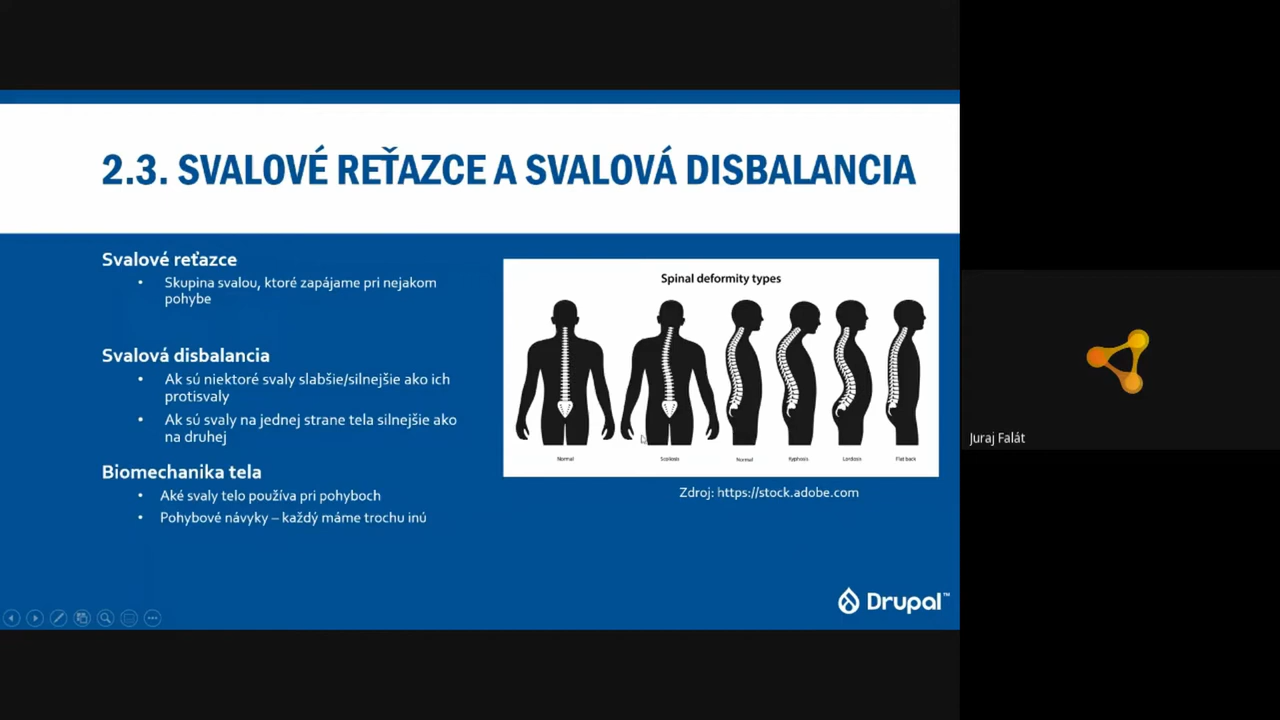 2.3. SVALOVÉ REŤAZCE A SVALOVÁ DISBALANCIA
Svalové reťazce
• Skupina svalou, ktoré zapájame pri nejakom
pohybe
Svalová disbalancia
• Ak sú niektoré svaly slabšie/silnejšie ako ich
protisvaly
• Ak sú svaly na jednej strane tela silnejšie ako
na druhej
Biomechanika tela
• Aké svaly telo používa pri pohyboch
• Pohybové návyky – každý máme trochu inú
Spinal deformity types
Normal Scoliosis Normal Kyphosis Lordosis Flat back
Zdroj: https://stock.adobe.com
Drupal™
Juraj Falát